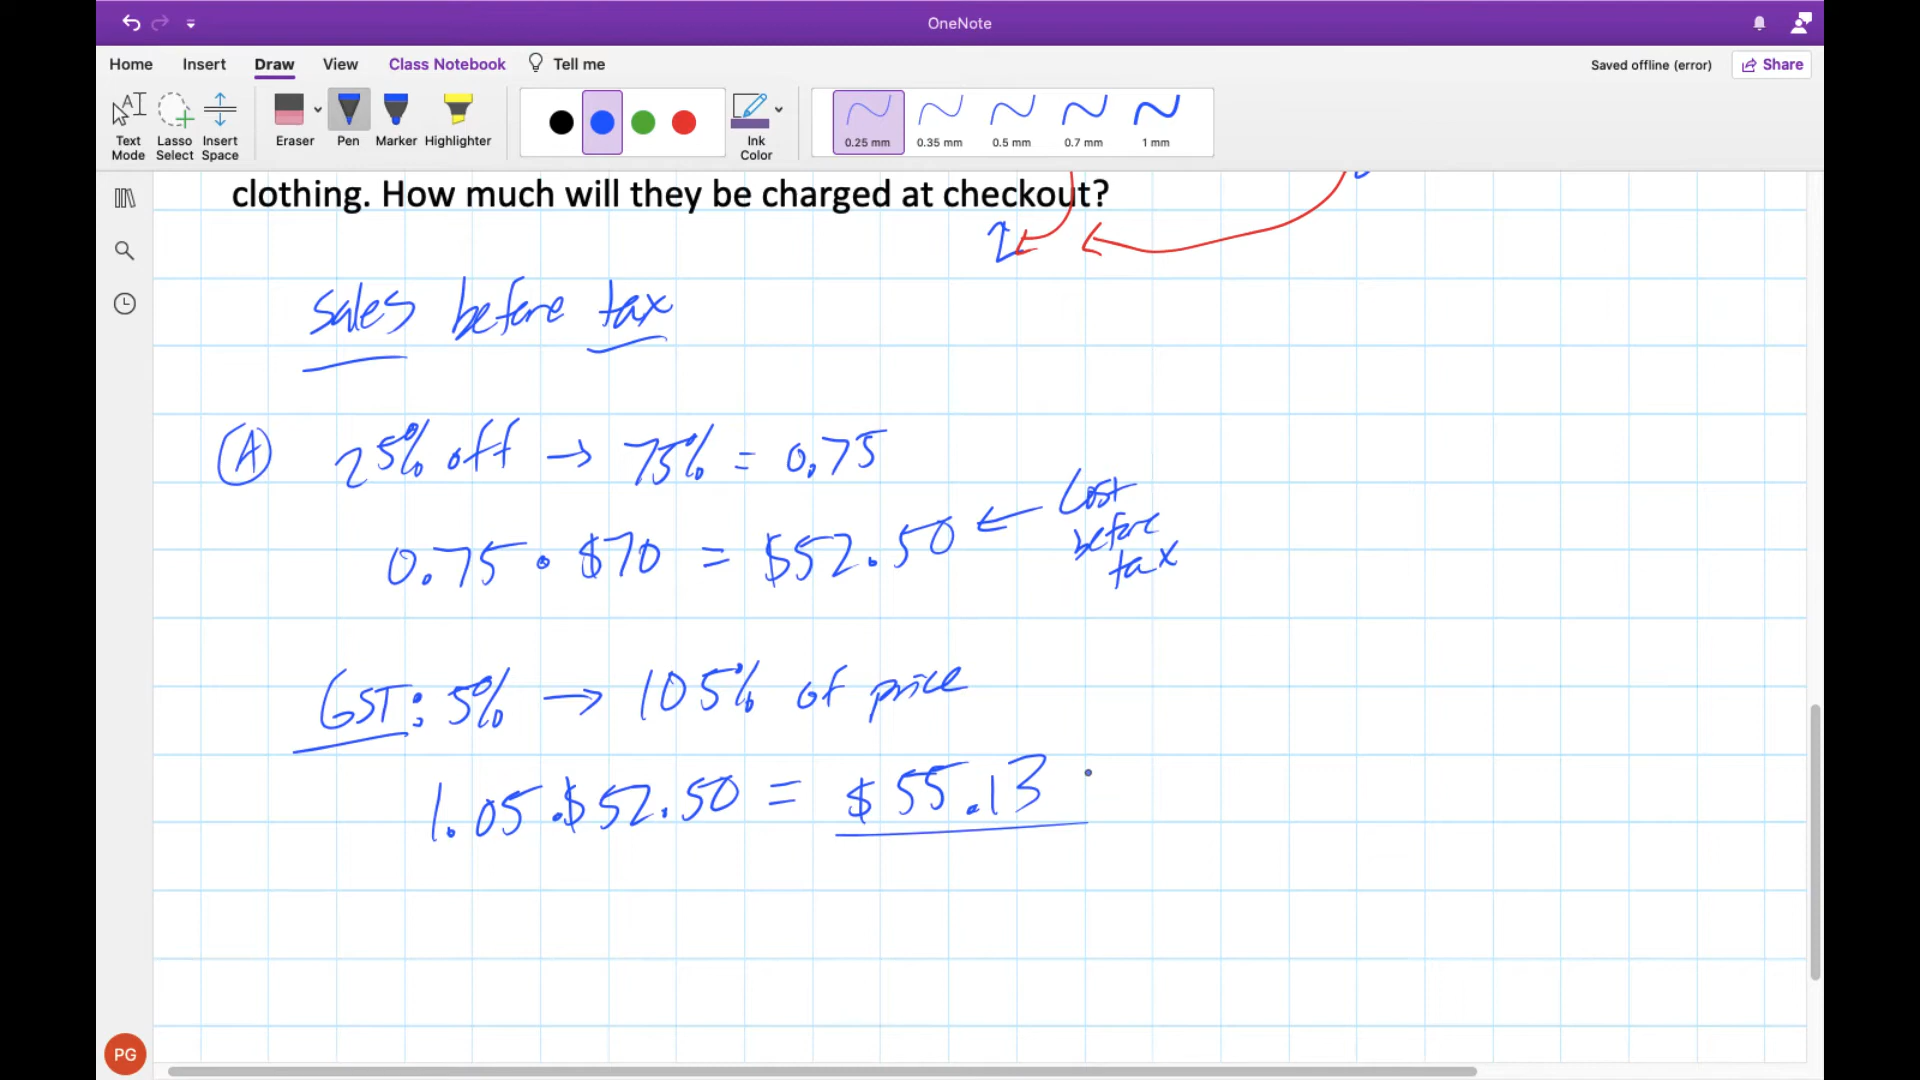 OneNote
Home Insert Draw View Class Notebook Tell me Saved offline (error) Share
Text Mode Lasso Select Insert Space Eraser Pen Marker Highlighter Ink Color 0.25 mm 0.35 mm 0.5 mm 0.7 mm 1 mm
clothing. How much will they be charged at checkout?
sales before tax
(A) 25% off → 75% = 0.75
0.75 · $70 = $52.50 ← Cost before tax
GST: 5% → 105% of price
1.05 · $52.50 = $55.13
PG